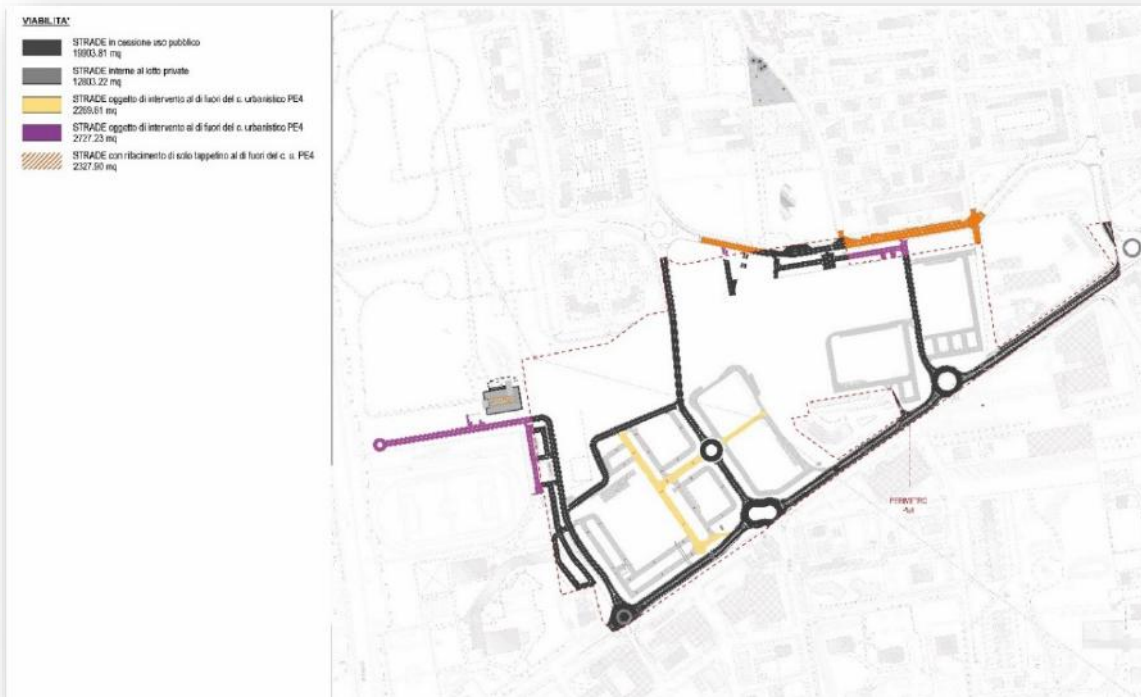 VIABILITA'
STRADE in cessione uso pubblico
19903.81 mq
STRADE interne al lotto private
12803.22 mq
STRADE oggetto di intervento al di fuori del c. urbanistico PE4
2269.61 mq
STRADE oggetto di intervento al di fuori del c. urbanistico PE4
2727.23 mq
STRADE con rifacimento di solo tappetino al di fuori del c. u. PE4
2327.90 mq
PERIMETRO